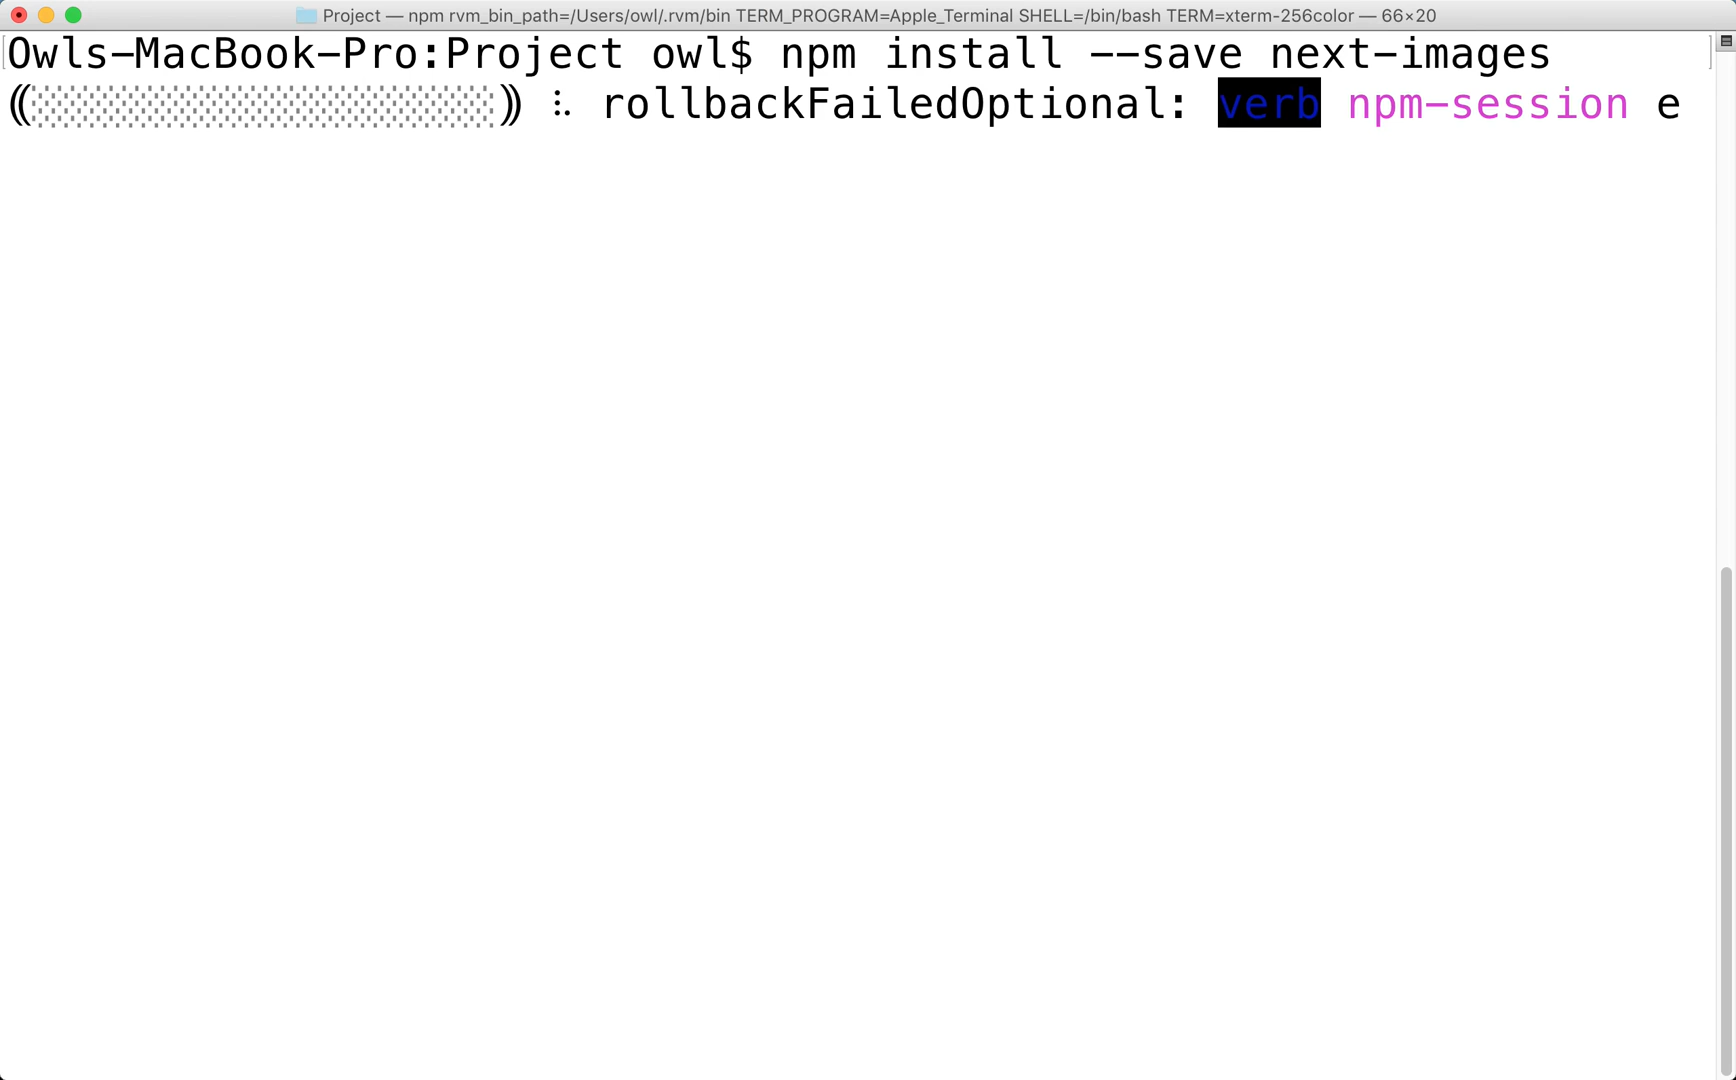 Project — npm rvm_bin_path=/Users/owl/.rvm/bin TERM_PROGRAM=Apple_Terminal SHELL=/bin/bash TERM=xterm-256color — 66×20
Owls-MacBook-Pro:Project owl$ npm install --save next-images
⸨░░░░░░░░░░░░░░░░░░⸩ ⠧ rollbackFailedOptional: verb npm-session e